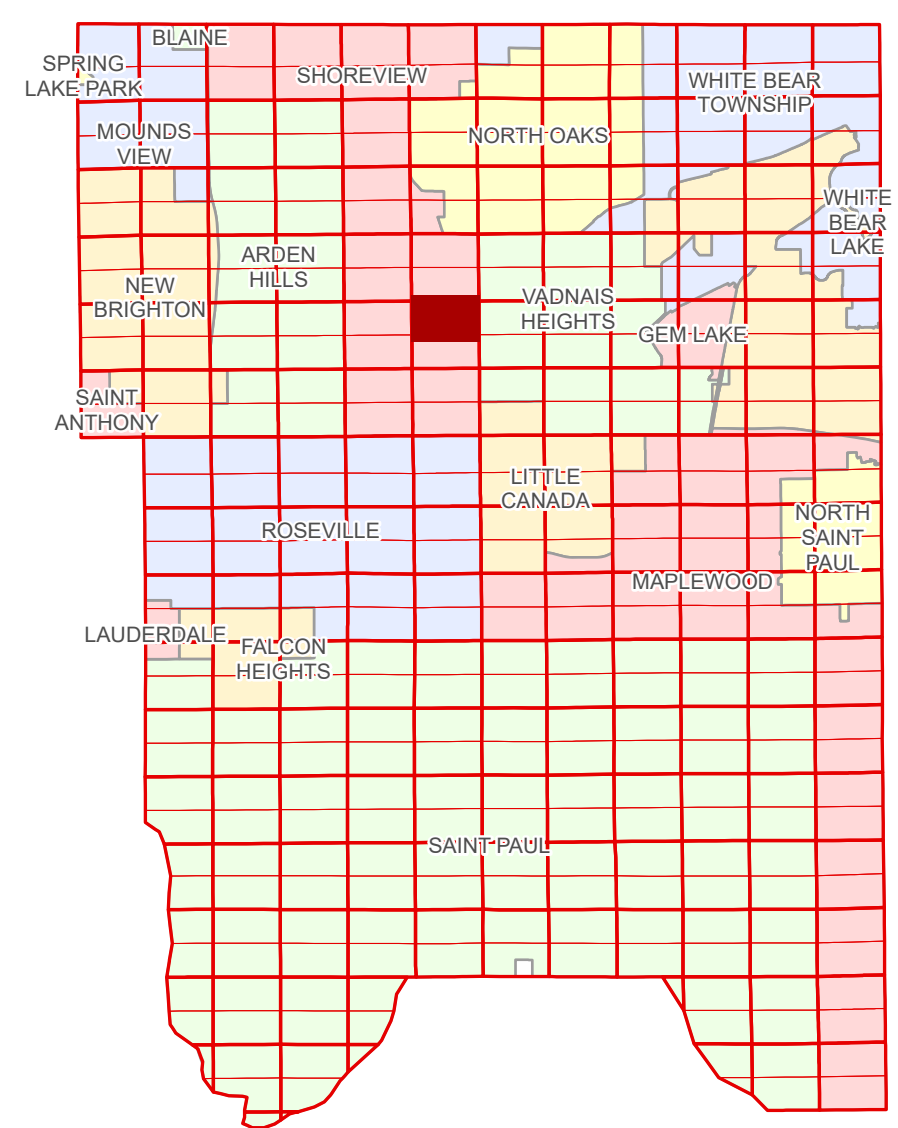 BLAINE
SPRING
LAKE PARK
SHOREVIEW
WHITE BEAR
TOWNSHIP
MOUNDS
VIEW
NORTH OAKS
WHITE
BEAR
LAKE
ARDEN
HILLS
NEW
BRIGHTON
VADNAIS
HEIGHTS
GEM LAKE
SAINT
ANTHONY
LITTLE
CANADA
NORTH
SAINT
PAUL
ROSEVILLE
MAPLEWOOD
LAUDERDALE
FALCON
HEIGHTS
SAINT PAUL